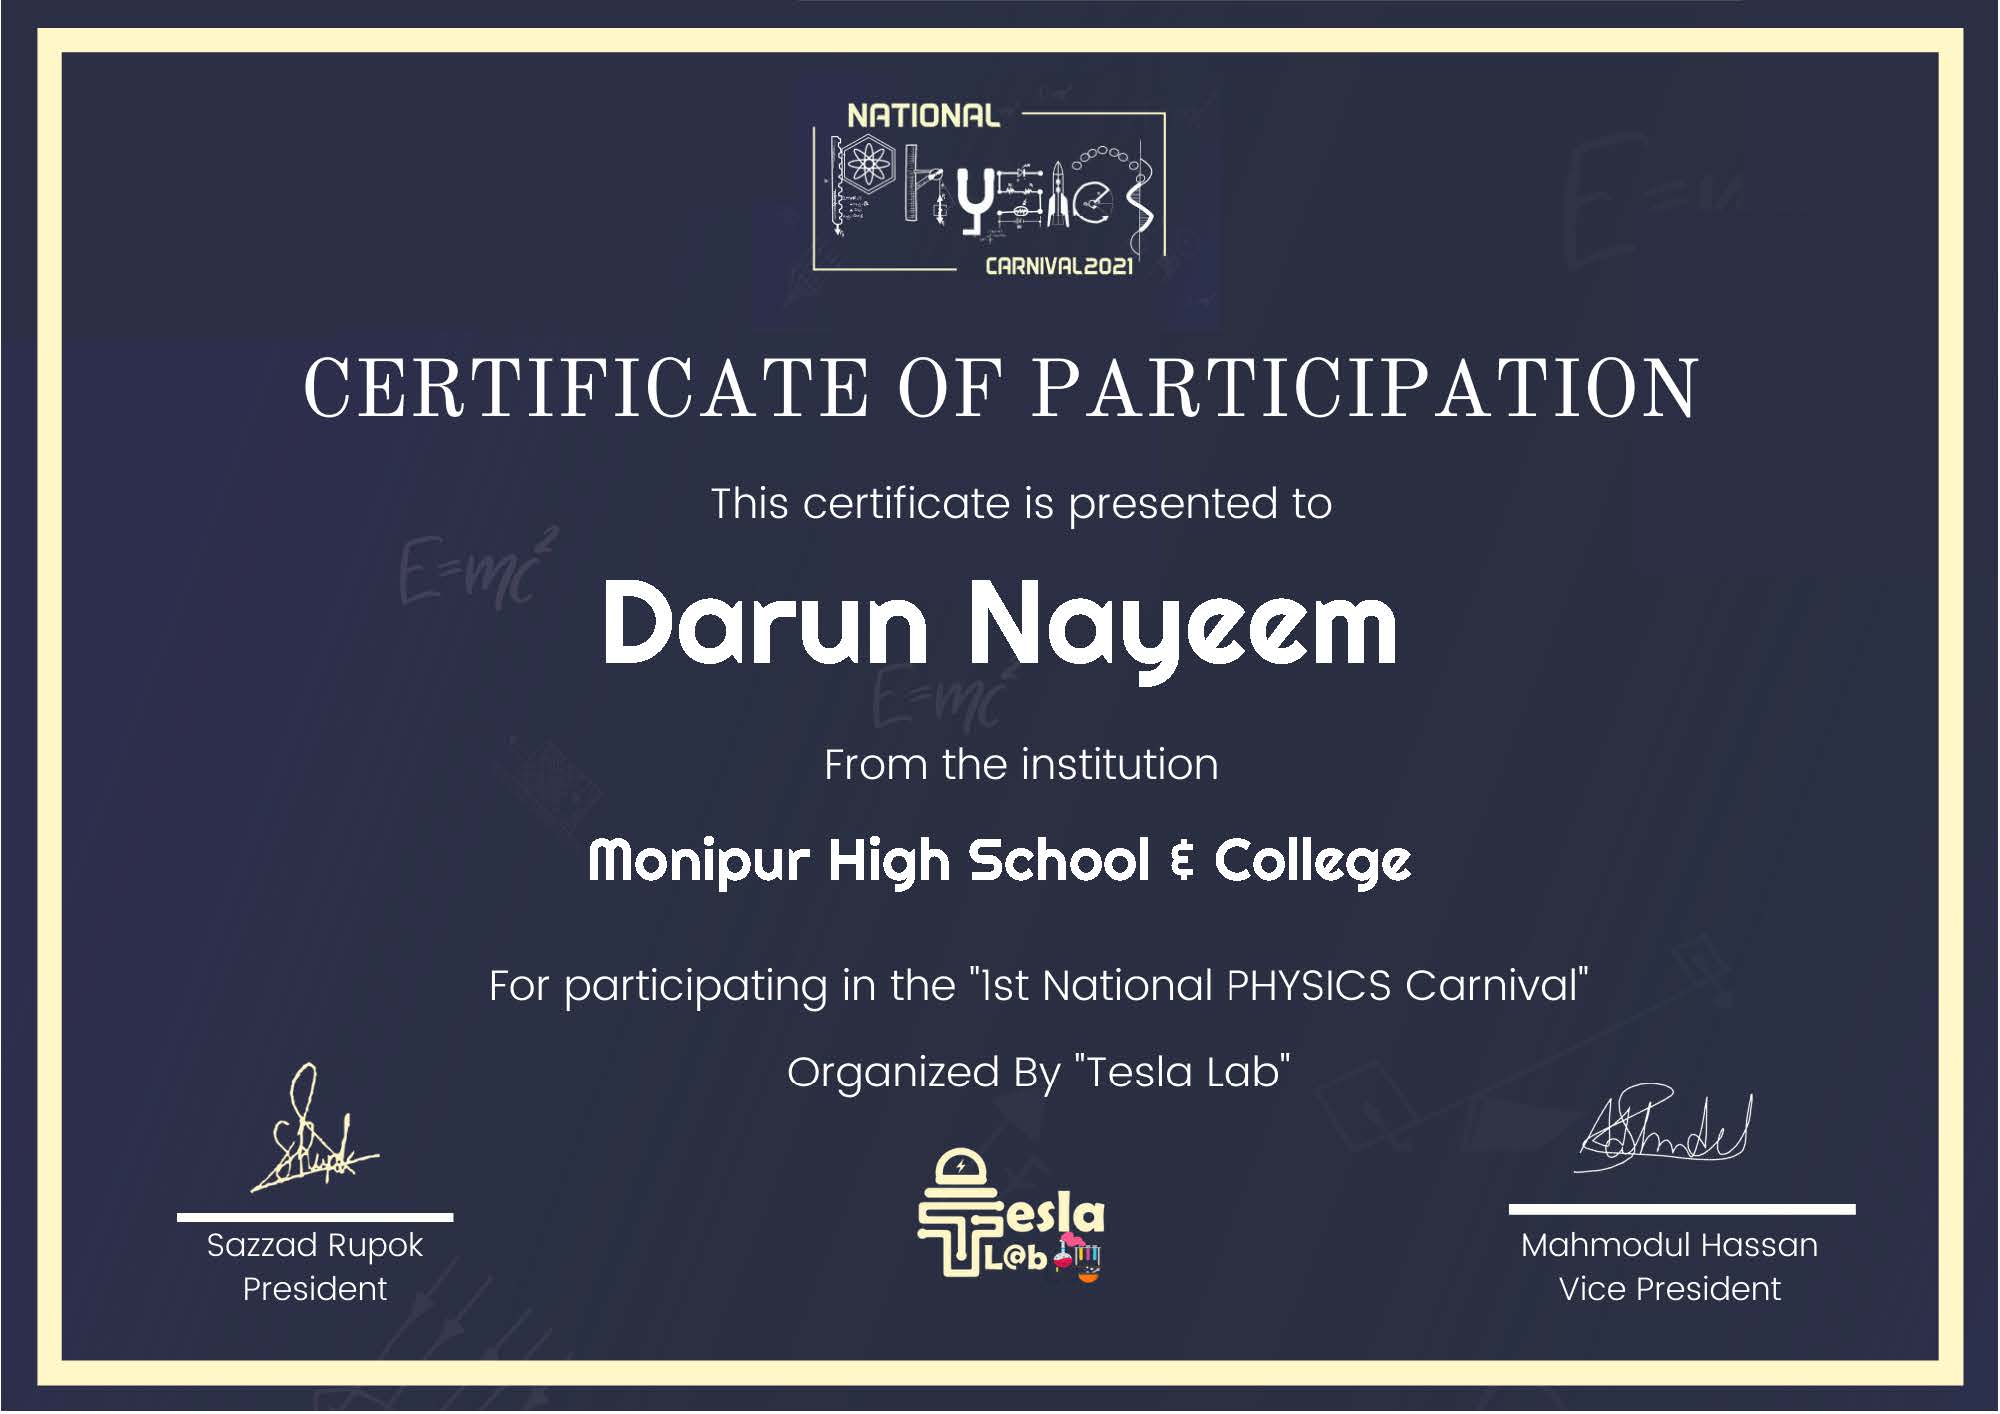 NATIONAL
PHYSICS
CARNIVAL2021
CERTIFICATE OF PARTICIPATION
This certificate is presented to
E=mc²
Darun Nayeem
E=mc²
From the institution
Monipur High School & College
For participating in the "1st National PHYSICS Carnival"
Organized By "Tesla Lab"
Tesla
L@b
Sazzad Rupok
President
Mahmodul Hassan
Vice President